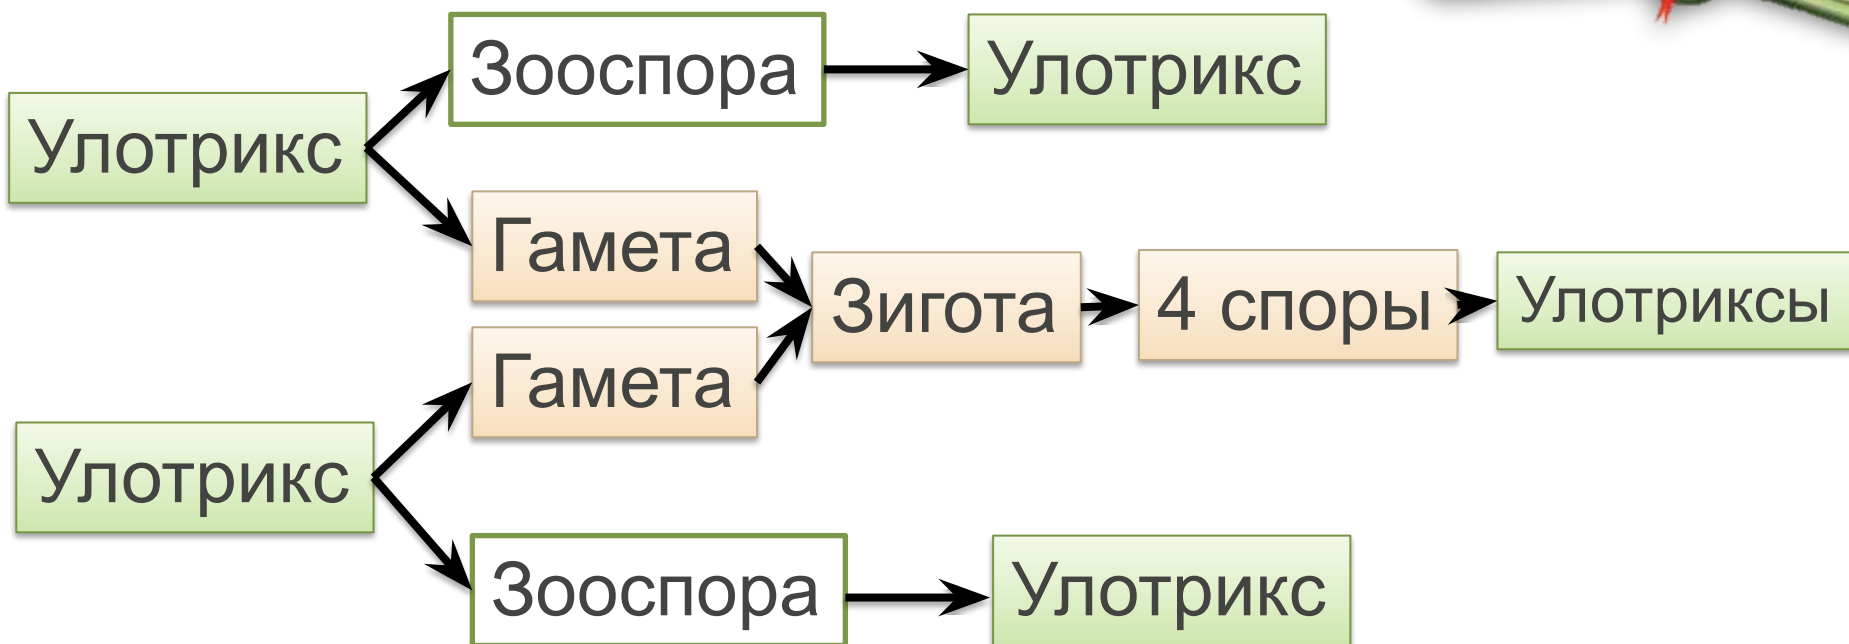 Зооспора
Улотрикс
Улотрикс
Гамета
Зигота
4 споры
Улотриксы
Гамета
Улотрикс
Зооспора
Улотрикс